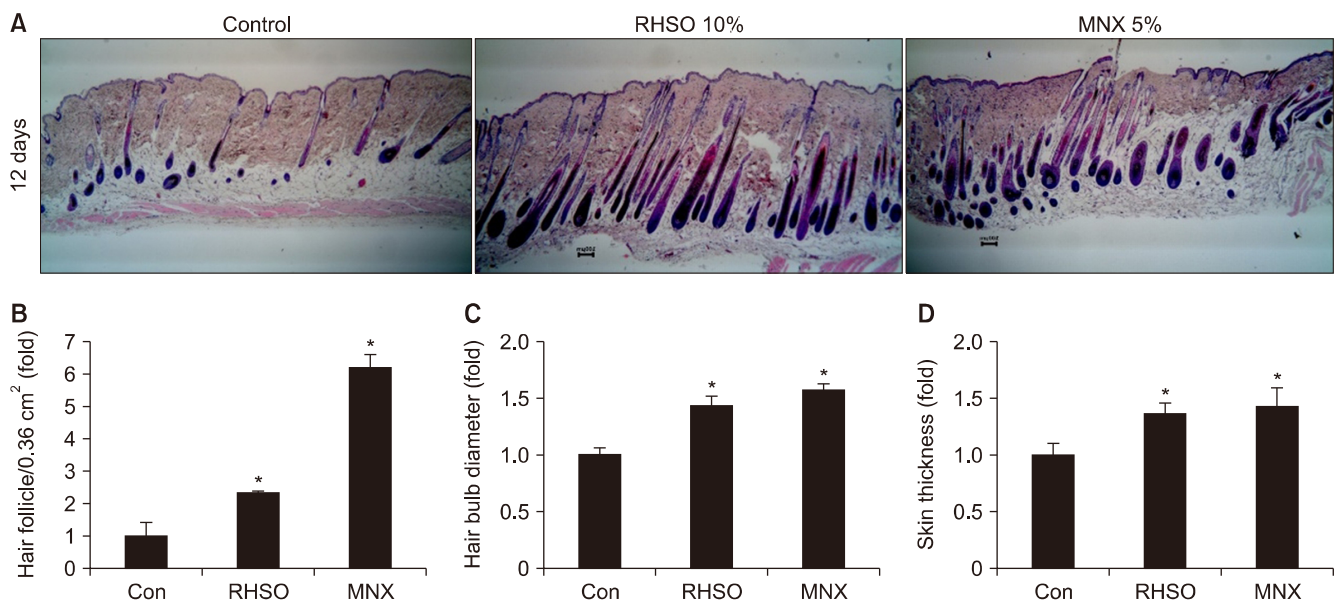 A
Control
RHSO 10%
MNX 5%
12 days
B
Hair follicle/0.36 cm² (fold)
7
6
5
4
3
2
1
0
*
*
Con
RHSO
MNX
C
Hair bulb diameter (fold)
2.0
1.5
1.0
0.5
0
*
*
Con
RHSO
MNX
D
Skin thickness (fold)
2.0
1.5
1.0
0.5
0
*
*
Con
RHSO
MNX